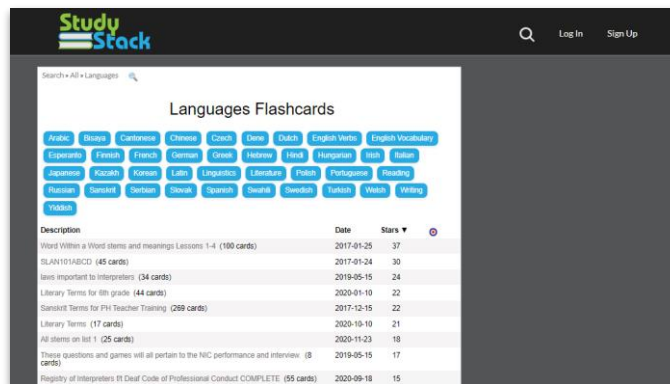 Study
Stack
Log In Sign Up
Search » All » Languages
Languages Flashcards
Arabic Bisaya Cantonese Chinese Czech Dene Dutch English Verbs English Vocabulary
Esperanto Finnish French German Greek Hebrew Hindi Hungarian Irish Italian
Japanese Kazakh Korean Latin Linguistics Literature Polish Portuguese Reading
Russian Sanskrit Serbian Slovak Spanish Swahili Swedish Turkish Welsh Writing
Yiddish
Description Date Stars ▼
Word Within a Word stems and meanings Lessons 1-4 (100 cards) 2017-01-25 37
SLAN101ABCD (45 cards) 2017-01-24 30
laws important to Interpreters (34 cards) 2019-05-15 24
Literary Terms for 6th grade (44 cards) 2020-01-10 22
Sanskrit Terms for PH Teacher Training (269 cards) 2017-12-15 22
Literary Terms (17 cards) 2020-10-10 21
All stems on list 1 (25 cards) 2020-11-23 18
These questions and games will all pertain to the NIC performance and interview (8 2019-05-15 17
cards)
Registry of Interpreters f/t Deaf Code of Professional Conduct COMPLETE (55 cards) 2020-09-18 15